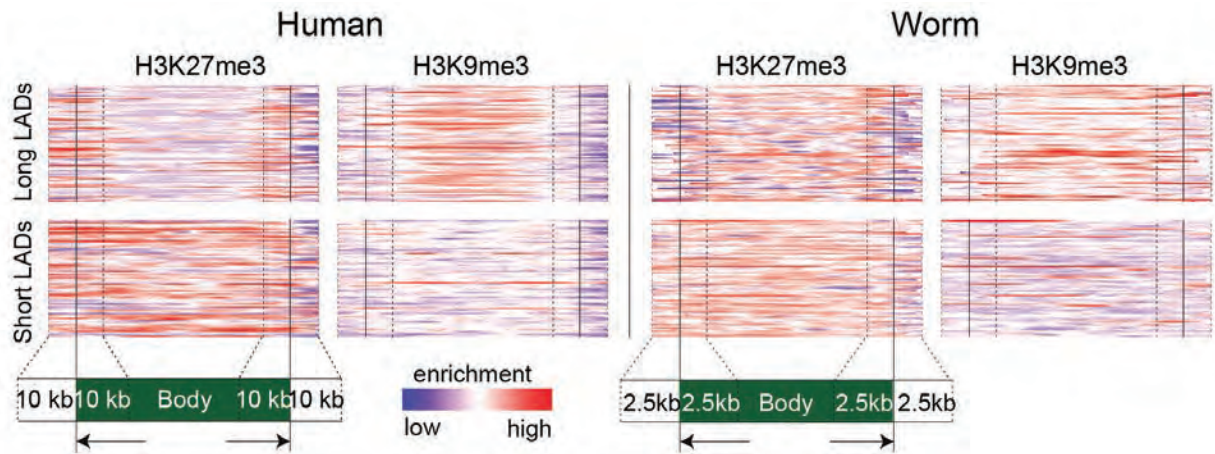 Human
Worm
H3K27me3
H3K9me3
H3K27me3
H3K9me3
Long LADs
Short LADs
10 kb 10 kb Body 10 kb 10 kb
enrichment
low high
2.5kb 2.5kb Body 2.5kb 2.5kb